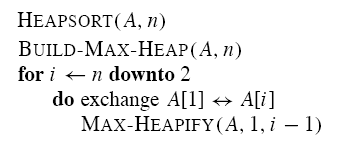 HEAPSORT(A, n)
BUILD-MAX-HEAP(A, n)
for i ← n downto 2
do exchange A[1] ↔ A[i]
MAX-HEAPIFY(A, 1, i − 1)